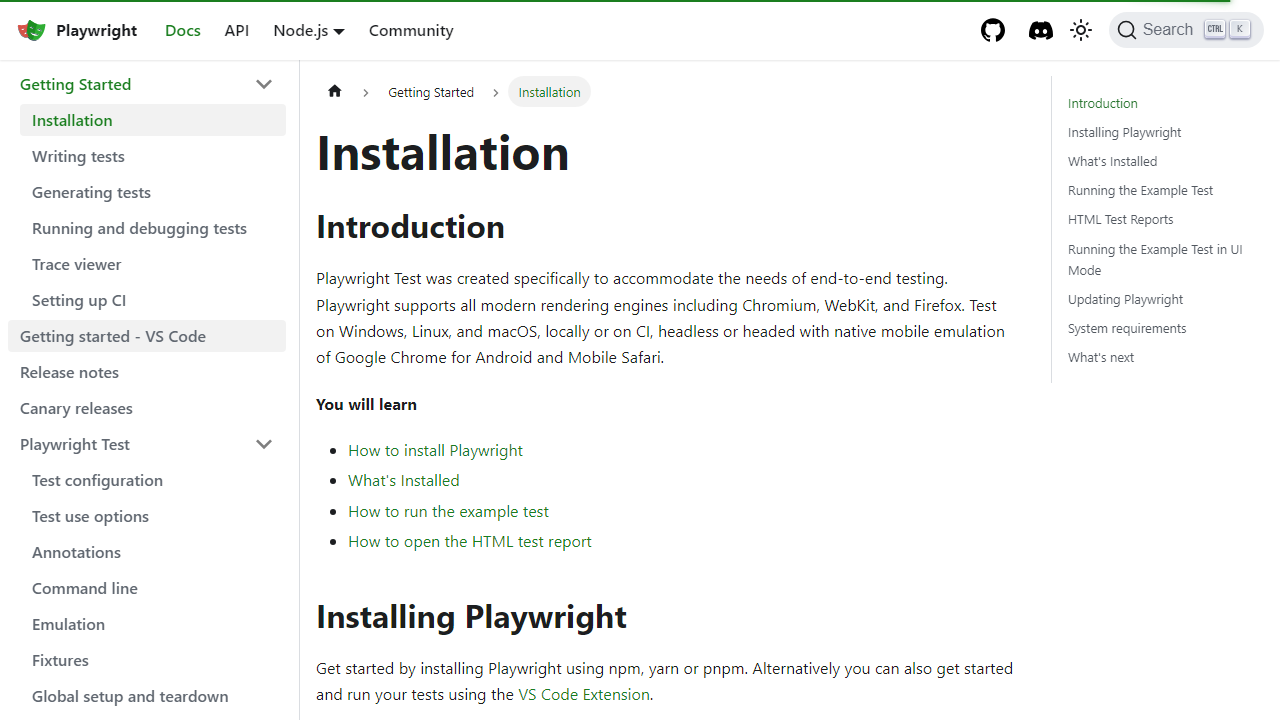 Playwright
Docs
API
Node.js
Community
Search
CTRL
K
Getting Started
Installation
Writing tests
Generating tests
Running and debugging tests
Trace viewer
Setting up CI
Getting started - VS Code
Release notes
Canary releases
Playwright Test
Test configuration
Test use options
Annotations
Command line
Emulation
Fixtures
Global setup and teardown
Getting Started
Installation
Installation
Introduction
Playwright Test was created specifically to accommodate the needs of end-to-end testing.
Playwright supports all modern rendering engines including Chromium, WebKit, and Firefox. Test
on Windows, Linux, and macOS, locally or on CI, headless or headed with native mobile emulation
of Google Chrome for Android and Mobile Safari.
You will learn
How to install Playwright
What's Installed
How to run the example test
How to open the HTML test report
Installing Playwright
Get started by installing Playwright using npm, yarn or pnpm. Alternatively you can also get started
and run your tests using the VS Code Extension.
Introduction
Installing Playwright
What's Installed
Running the Example Test
HTML Test Reports
Running the Example Test in UI
Mode
Updating Playwright
System requirements
What's next